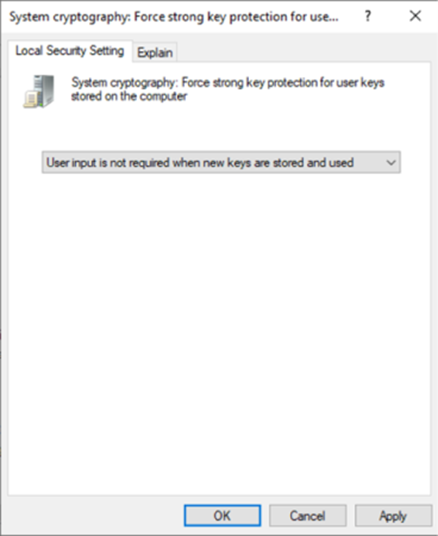 System cryptography: Force strong key protection for use...
Local Security Setting
Explain
System cryptography: Force strong key protection for user keys
stored on the computer
User input is not required when new keys are stored and used
OK
Cancel
Apply